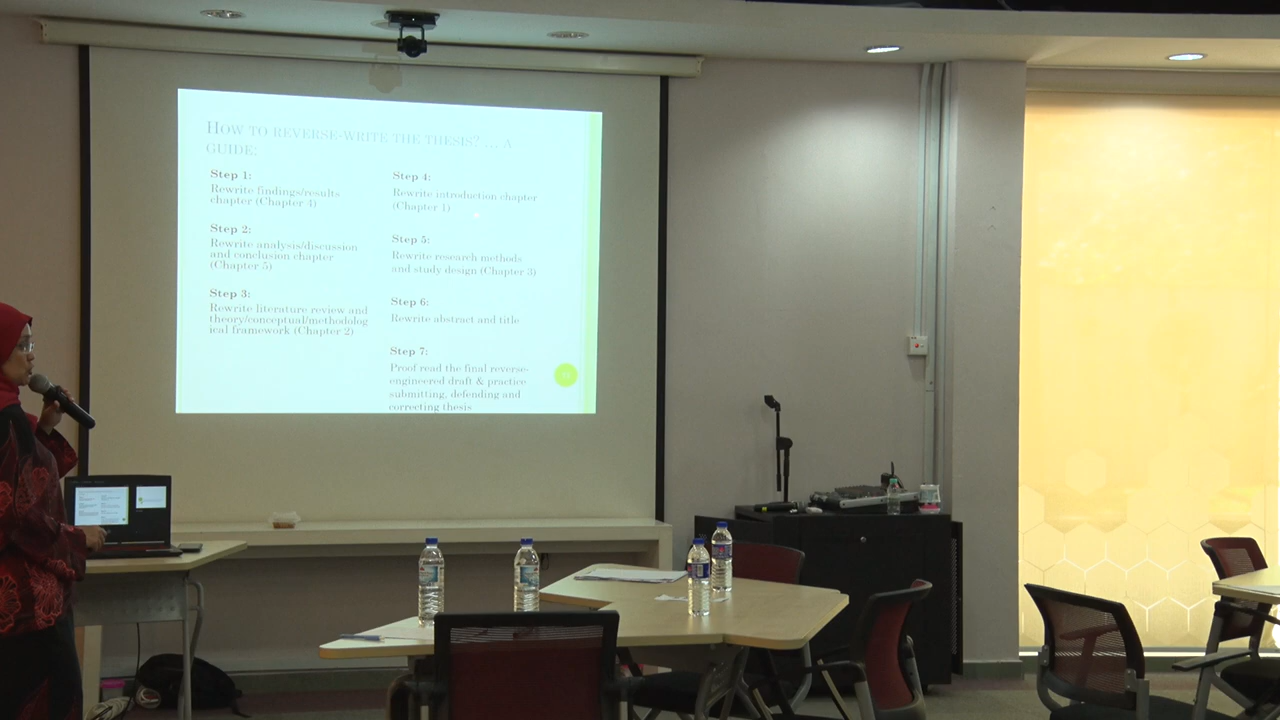 HOW TO REVERSE-WRITE THE THESIS? ... A
GUIDE:
Step 1:
Rewrite findings/results
chapter (Chapter 4)
Step 2:
Rewrite analysis/discussion
and conclusion chapter
(Chapter 5)
Step 3:
Rewrite literature review and
theory/conceptual/methodolog
ical framework (Chapter 2)
Step 4:
Rewrite introduction chapter
(Chapter 1)
Step 5:
Rewrite research methods
and study design (Chapter 3)
Step 6:
Rewrite abstract and title
Step 7:
Proof read the final reverse-
engineered draft & practice
submitting, defending and
correcting thesis